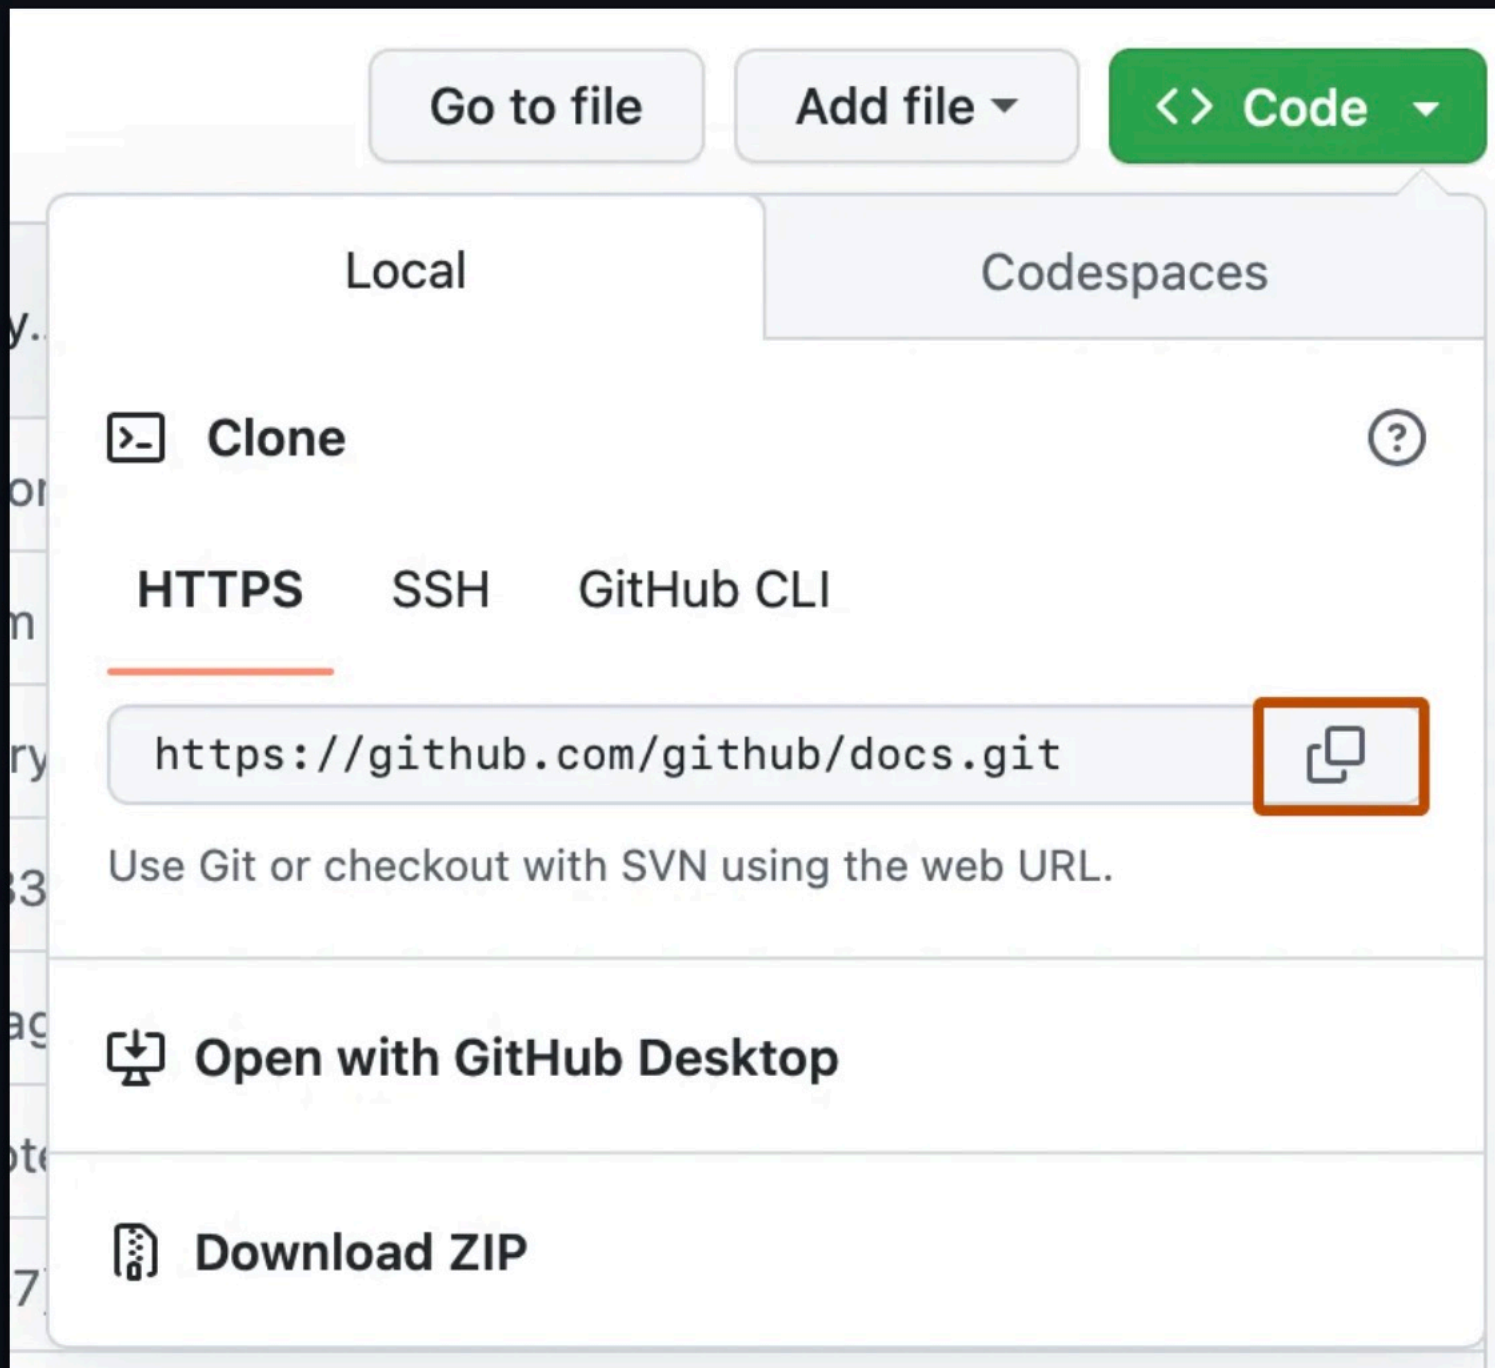 Go to file
Add file
Code
Local
Codespaces
Clone
HTTPS
SSH
GitHub CLI
https://github.com/github/docs.git
Use Git or checkout with SVN using the web URL.
Open with GitHub Desktop
Download ZIP